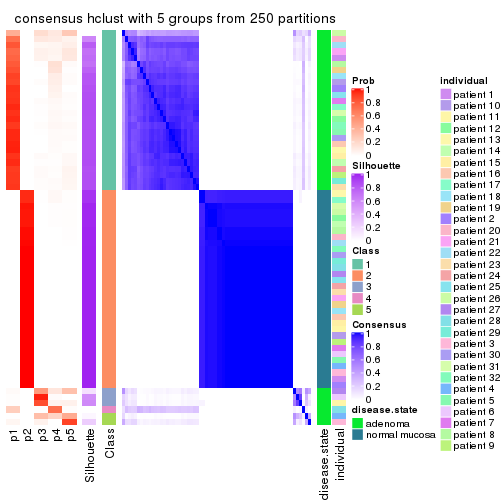 consensus hclust with 5 groups from 250 partitions
Prob
1
0.8
0.6
0.4
0.2
0
Silhouette
1
0.8
0.6
0.4
0.2
0
Class
1
2
3
4
5
Consensus
1
0.8
0.6
0.4
0.2
0
disease.state
adenoma
normal mucosa
individual
patient 1
patient 10
patient 11
patient 12
patient 13
patient 14
patient 15
patient 16
patient 17
patient 18
patient 19
patient 2
patient 20
patient 21
patient 22
patient 23
patient 24
patient 25
patient 26
patient 27
patient 28
patient 29
patient 3
patient 30
patient 31
patient 32
patient 4
patient 5
patient 6
patient 7
patient 8
patient 9
p1
p2
p3
p4
p5
Silhouette
Class
disease.state
individual